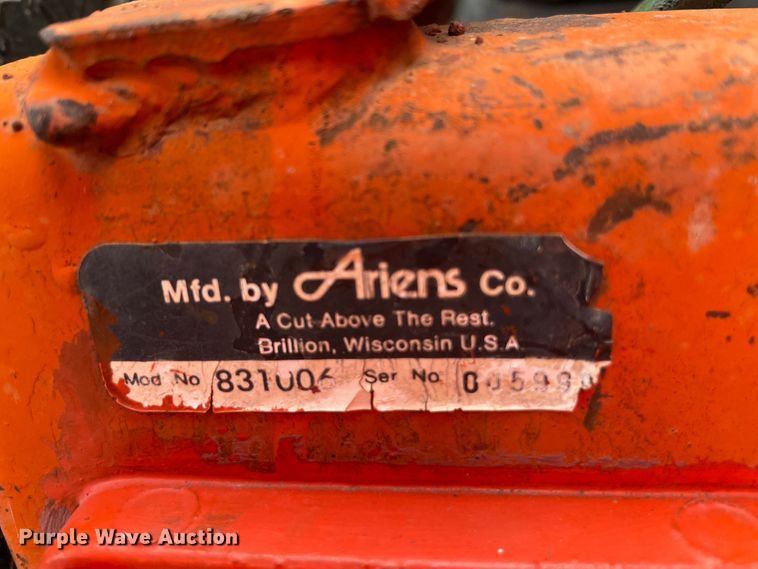 Mfd. by Ariens Co.
A Cut Above The Rest.
Brillion, Wisconsin U.S.A.
Mod No 831006 Ser No
Purple Wave Auction